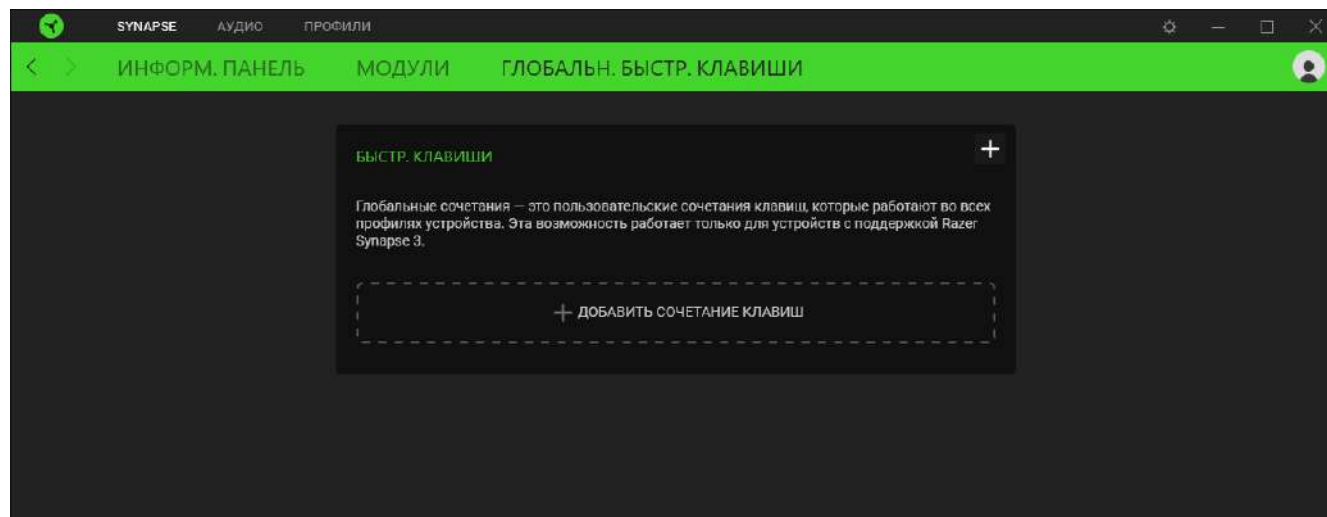 SYNAPSE АУДИО ПРОФИЛИ
ИНФОРМ. ПАНЕЛЬ МОДУЛИ ГЛОБАЛЬН. БЫСТР. КЛАВИШИ
БЫСТР. КЛАВИШИ
Глобальные сочетания — это пользовательские сочетания клавиш, которые работают во всех
профилях устройства. Эта возможность работает только для устройств с поддержкой Razer
Synapse 3.
ДОБАВИТЬ СОЧЕТАНИЕ КЛАВИШ